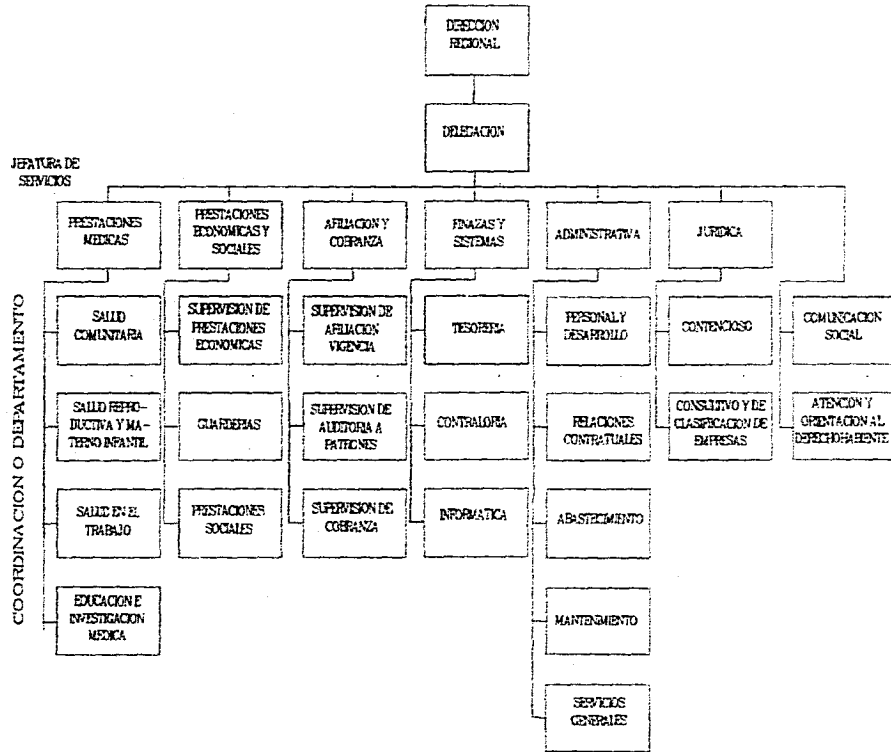 DIRECCION
REGIONAL
DELEGACION
JEFATURA DE
SERVICIOS
PRESTACIONES
MEDICAS
PRESTACIONES
ECONOMICAS Y
SOCIALES
AFILIACION Y
COBRANZA
FINAZAS Y
SISTEMAS
ADMINISTRATIVA
JURIDICA
COORDINACION O DEPARTAMENTO
SALUD
COMUNITARIA
SUPERVISION DE
PRESTACIONES
ECONOMICAS
SUPERVISION DE
AFILIACION
VIGENCIA
TESORERIA
PERSONAL Y
DESARROLLO
CONTENCIOSO
COMUNICACION
SOCIAL
SALUD REPRO-
DUCTIVA Y MA-
TERNO INFANTIL
GUARDERIAS
SUPERVISION DE
AUDITORIA A
PATRONES
CONTRALORIA
RELACIONES
CONTRATUALES
CONSULTIVO Y DE
CLASIFICACION DE
EMPRESAS
ATENCION Y
ORIENTACION AL
DERECHOHABIENTE
SALUD EN EL
TRABAJO
PRESTACIONES
SOCIALES
SUPERVISION DE
COBRANZA
INFORMATICA
ABASTECIMIENTO
EDUCACION E
INVESTIGACION
MEDICA
MANTENIMIENTO
SERVICIOS
GENERALES